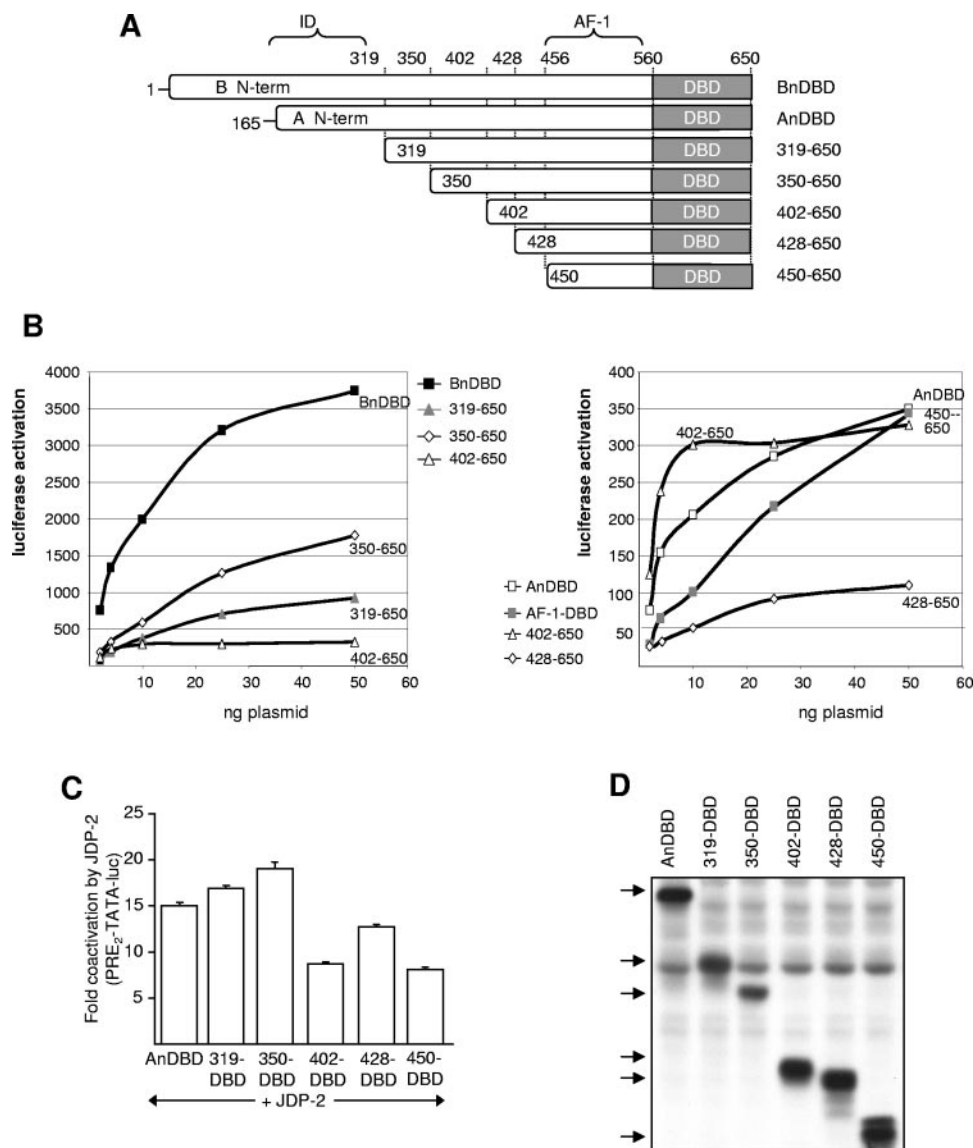 A
ID
AF-1
319 350 402 428 456 560 650
1 B N-term DBD BnDBD
165 A N-term DBD AnDBD
319 DBD 319-650
350 DBD 350-650
402 DBD 402-650
428 DBD 428-650
450 DBD 450-650
B
luciferase activation
4000
3500
3000
2500
2000
1500
1000
500
10 20 30 40 50 60
ng plasmid
BnDBD
350-650
319-650
402-650
BnDBD
319-650
350-650
402-650
luciferase activation
400
350
300
250
200
150
100
50
10 20 30 40 50 60
ng plasmid
402-650
AnDBD
450--
650
428-650
AnDBD
AF-1-DBD
402-650
428-650
C
Fold coactivation by JDP-2
(PRE2-TATA-luc)
25
20
15
10
5
AnDBD 319- 350- 402- 428- 450-
DBD DBD DBD DBD DBD
+ JDP-2
D
AnDBD
319-DBD
350-DBD
402-DBD
428-DBD
450-DBD